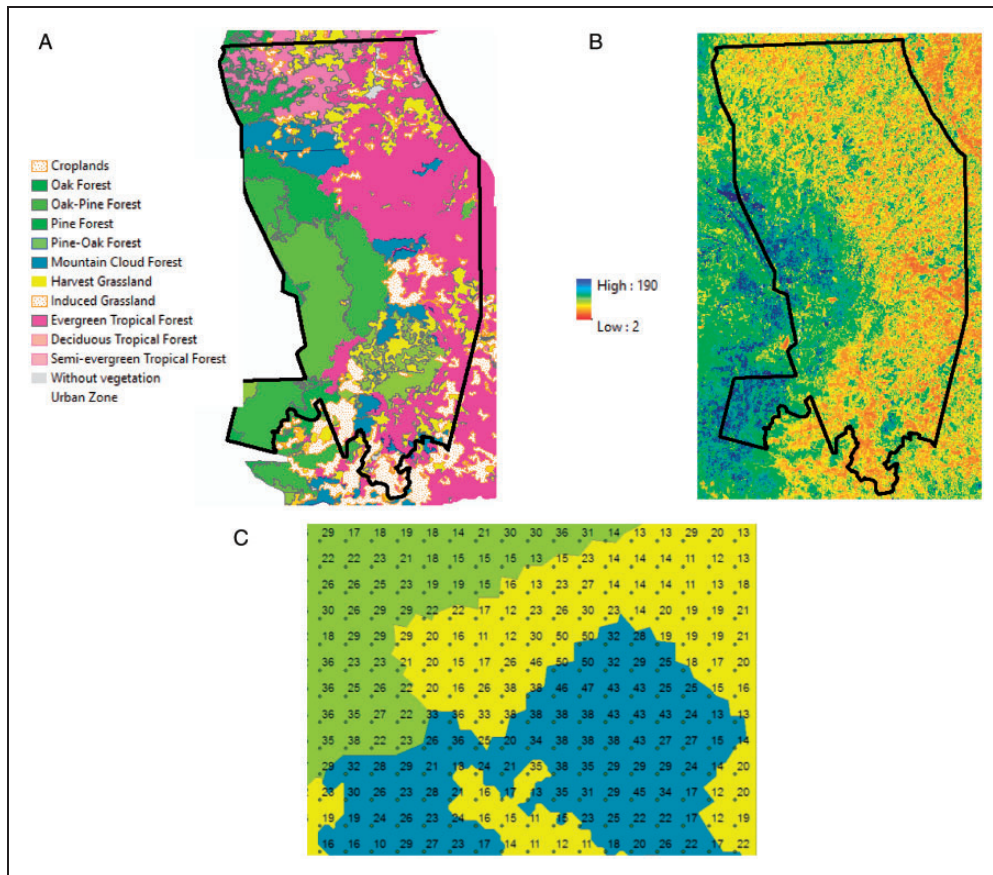 A
Croplands
Oak Forest
Oak-Pine Forest
Pine Forest
Pine-Oak Forest
Mountain Cloud Forest
Harvest Grassland
Induced Grassland
Evergreen Tropical Forest
Deciduous Tropical Forest
Semi-evergreen Tropical Forest
Without vegetation
Urban Zone
B
High : 190
Low : 2
C
29 17 18 19 18 14 21 30 30 36 31 14 13 13 29 20 13
22 22 23 21 18 15 15 15 13 15 23 14 14 14 11 12 13
26 26 25 23 19 19 15 16 13 23 27 14 14 14 11 13 18
30 26 29 29 22 22 17 12 23 26 30 23 14 20 19 19 21
18 29 29 29 20 16 11 12 30 50 50 32 28 19 19 19 21
36 23 23 21 20 15 17 26 46 50 50 32 29 25 18 17 20
36 25 26 22 20 16 26 38 38 46 47 43 43 25 25 15 16
36 35 27 22 33 36 33 38 38 38 38 43 43 43 24 13 13
35 38 22 23 26 36 25 20 34 38 38 38 43 27 27 15 14
29 32 28 29 21 18 24 21 35 38 35 29 29 29 24 14 20
28 30 26 23 28 21 16 17 13 35 31 29 45 34 17 12 20
19 19 24 26 23 24 16 15 11 15 23 25 22 22 17 12 19
16 16 10 29 27 23 17 14 11 12 11 18 20 26 22 17 22